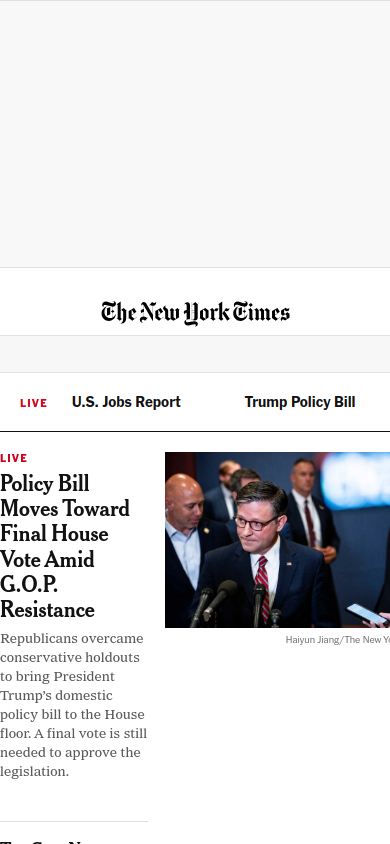 The New York Times
LIVE
U.S. Jobs Report
Trump Policy Bill
LIVE
Policy Bill
Moves Toward
Final House
Vote Amid
G.O.P.
Resistance
Republicans overcame
conservative holdouts
to bring President
Trump’s domestic
policy bill to the House
floor. A final vote is still
needed to approve the
legislation.
Haiyun Jiang/The New Yo